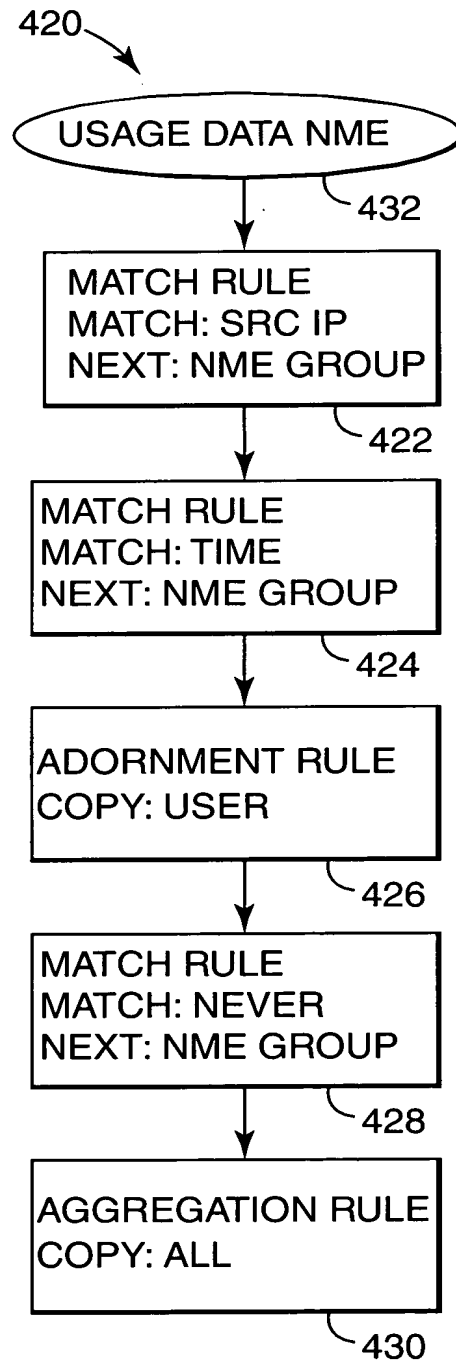 420
USAGE DATA NME
432
MATCH RULE
MATCH: SRC IP
NEXT: NME GROUP
422
MATCH RULE
MATCH: TIME
NEXT: NME GROUP
424
ADORNMENT RULE
COPY: USER
426
MATCH RULE
MATCH: NEVER
NEXT: NME GROUP
428
AGGREGATION RULE
COPY: ALL
430